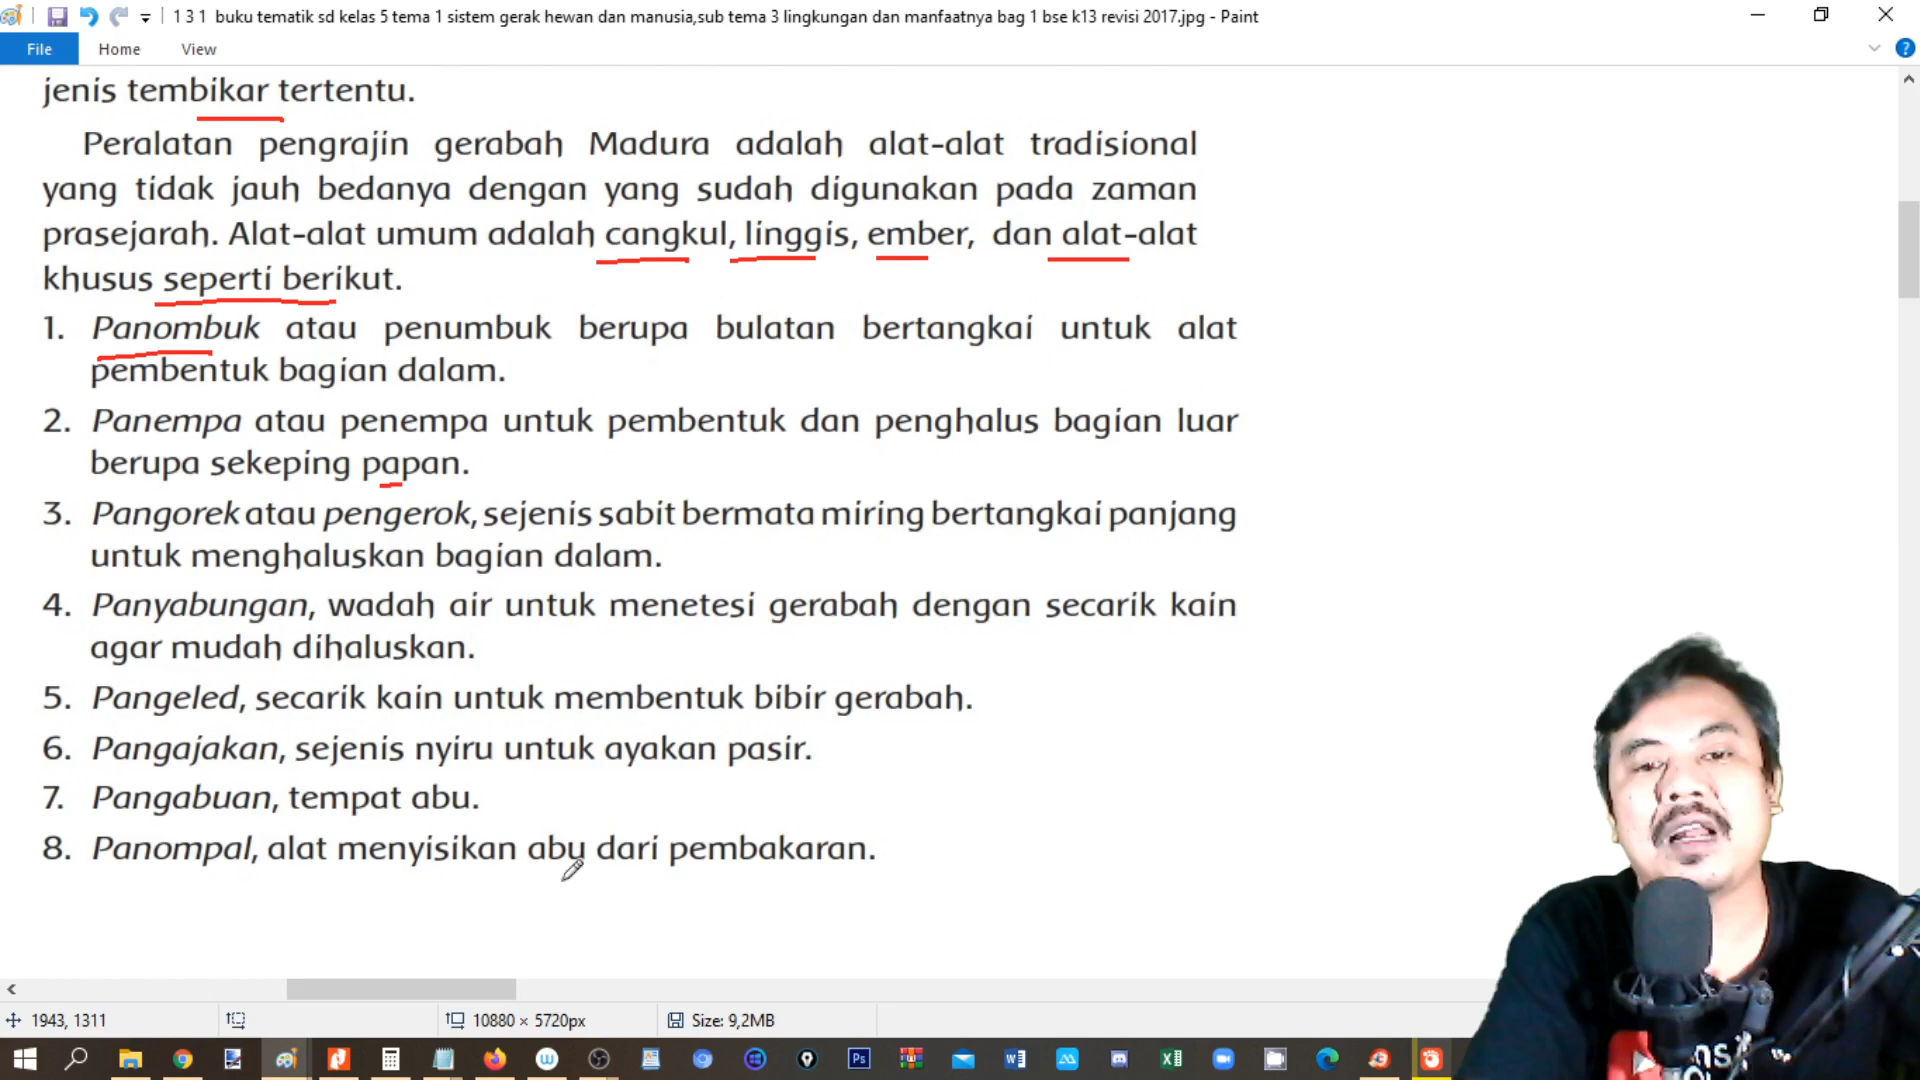 1 3 1 buku tematik sd kelas 5 tema 1 sistem gerak hewan dan manusia,sub tema 3 lingkungan dan manfaatnya bag 1 bse k13 revisi 2017.jpg - Paint
File Home View
jenis tembikar tertentu.
Peralatan pengrajin gerabah Madura adalah alat-alat tradisional
yang tidak jauh bedanya dengan yang sudah digunakan pada zaman
prasejarah. Alat-alat umum adalah cangkul, linggis, ember, dan alat-alat
khusus seperti berikut.
1. Panombuk atau penumbuk berupa bulatan bertangkai untuk alat
pembentuk bagian dalam.
2. Panempa atau penempa untuk pembentuk dan penghalus bagian luar
berupa sekeping papan.
3. Pangorek atau pengerok, sejenis sabit bermata miring bertangkai panjang
untuk menghaluskan bagian dalam.
4. Panyabungan, wadah air untuk menetesi gerabah dengan secarik kain
agar mudah dihaluskan.
5. Pangeled, secarik kain untuk membentuk bibir gerabah.
6. Pangajakan, sejenis nyiru untuk ayakan pasir.
7. Pangabuan, tempat abu.
8. Panompal, alat menyisikan abu dari pembakaran.
1943, 1311 10880 × 5720px Size: 9,2MB